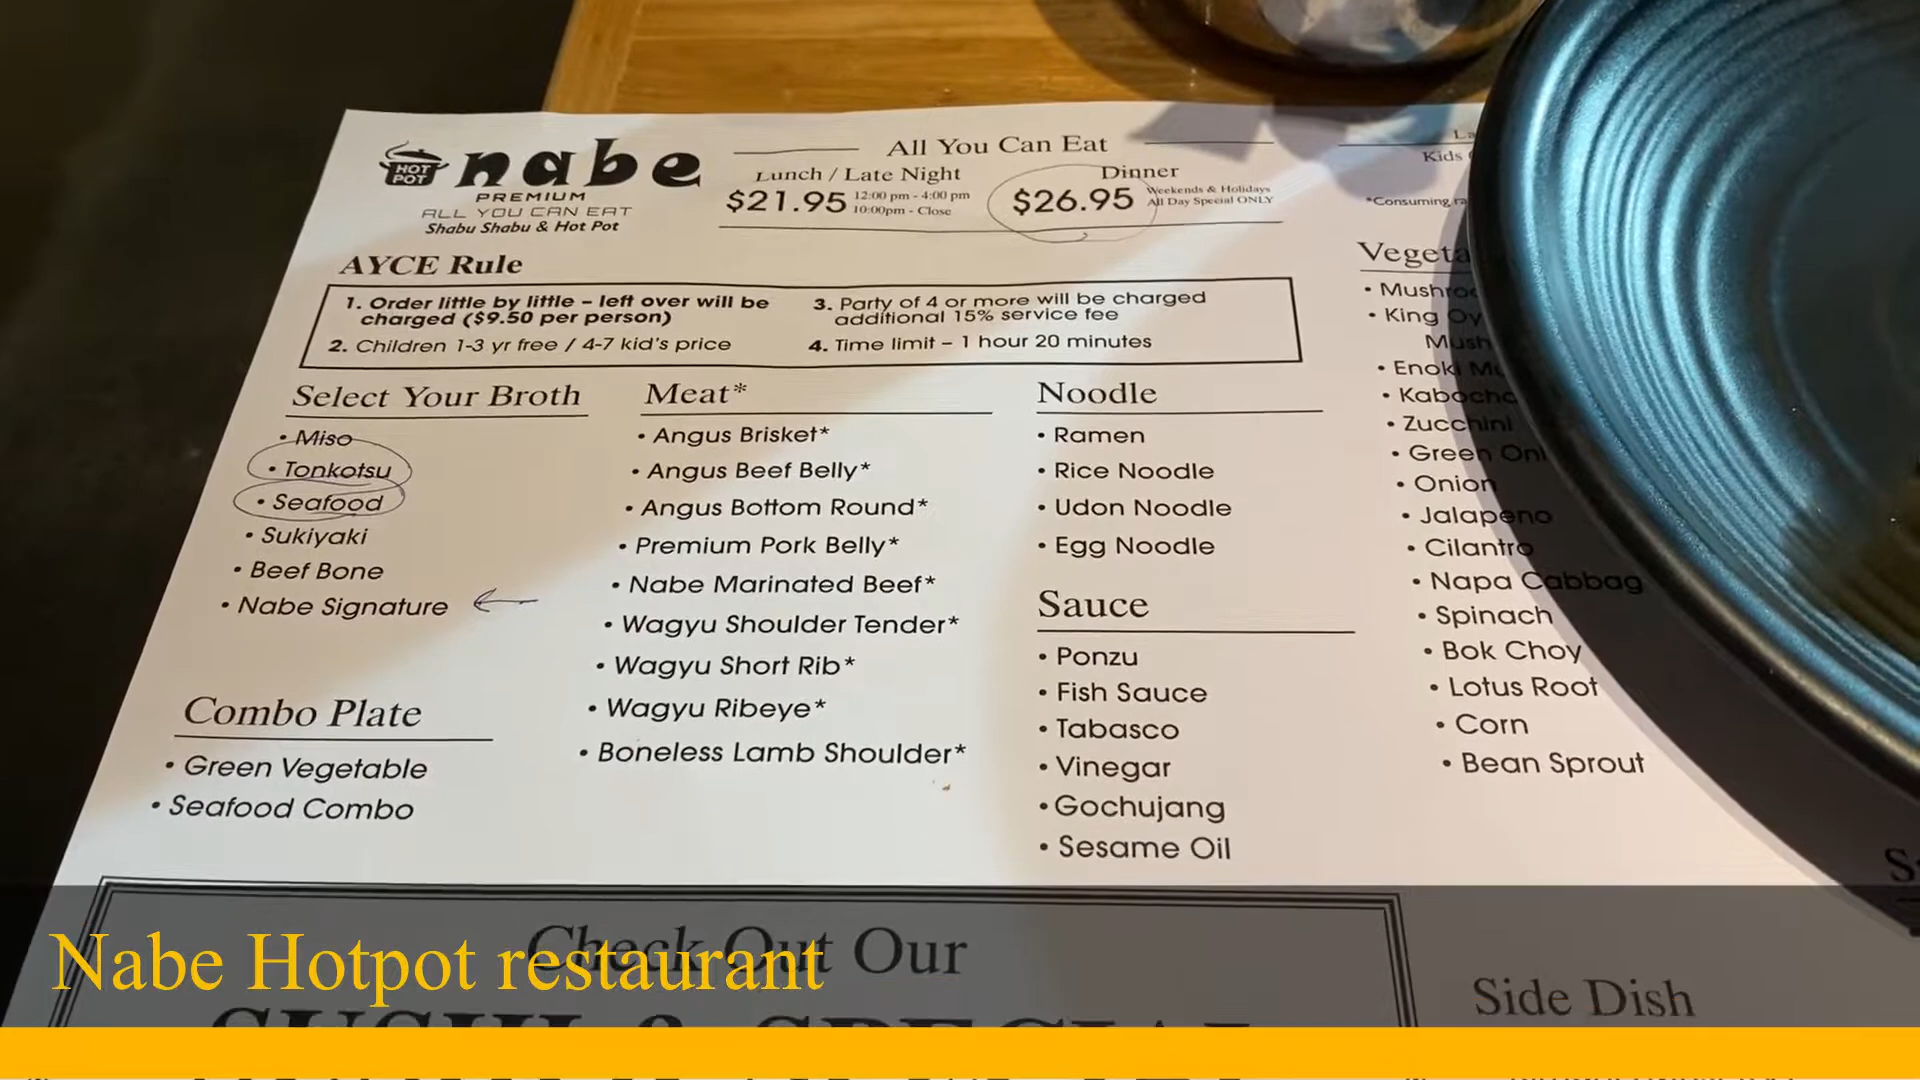 HOT POT
nabe
PREMIUM
ALL YOU CAN EAT
Shabu Shabu & Hot Pot
All You Can Eat
Lunch / Late Night
$21.95
12:00 pm - 4:00 pm
10:00pm - Close
Dinner
$26.95
Weekends & Holidays
All Day Special ONLY
Kids
*Consuming
AYCE Rule
1. Order little by little – left over will be
charged ($9.50 per person)
2. Children 1-3 yr free / 4-7 kid's price
3. Party of 4 or more will be charged
additional 15% service fee
4. Time limit – 1 hour 20 minutes
Select Your Broth
• Miso
• Tonkotsu
• Seafood
• Sukiyaki
• Beef Bone
• Nabe Signature
Combo Plate
• Green Vegetable
• Seafood Combo
Meat*
• Angus Brisket*
• Angus Beef Belly*
• Angus Bottom Round*
• Premium Pork Belly*
• Nabe Marinated Beef*
• Wagyu Shoulder Tender*
• Wagyu Short Rib*
• Wagyu Ribeye*
• Boneless Lamb Shoulder*
Noodle
• Ramen
• Rice Noodle
• Udon Noodle
• Egg Noodle
Sauce
• Ponzu
• Fish Sauce
• Tabasco
• Vinegar
• Gochujang
• Sesame Oil
• King
• Enoki
• Kabocha
• Zucchini
• Green
• Onion
• Jalapeno
• Cilantro
• Napa Cabbag
• Spinach
• Bok Choy
• Lotus Root
• Corn
• Bean Sprout
Check Out Our
Side Dish
Nabe Hotpot restaurant